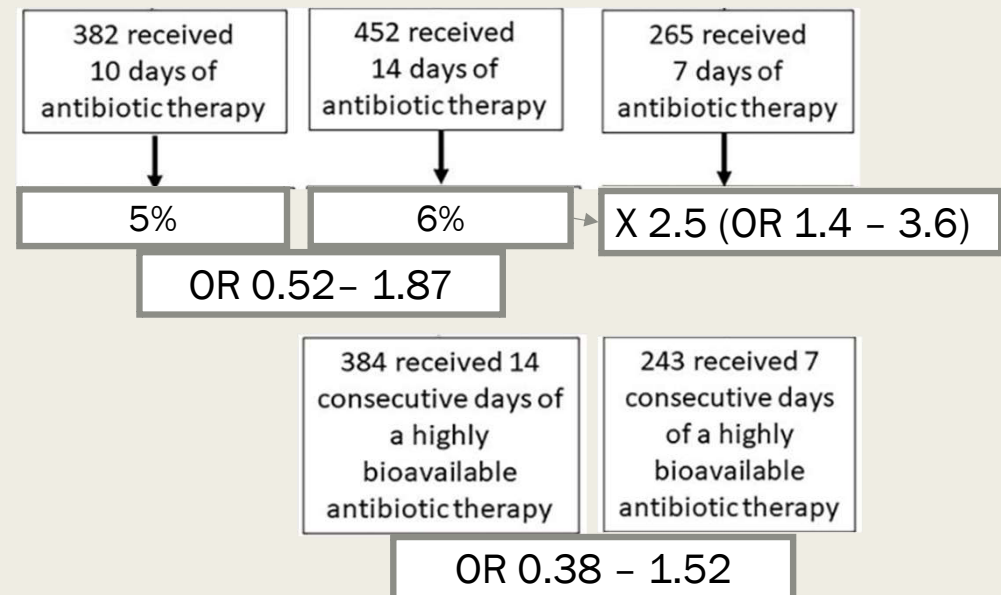 382 received
10 days of
antibiotic therapy
452 received
14 days of
antibiotic therapy
265 received
7 days of
antibiotic therapy
5%
6%
X 2.5 (OR 1.4 – 3.6)
OR 0.52– 1.87
384 received 14
consecutive days of
a highly
bioavailable
antibiotic therapy
243 received 7
consecutive days
of a highly
bioavailable
antibiotic therapy
OR 0.38 – 1.52